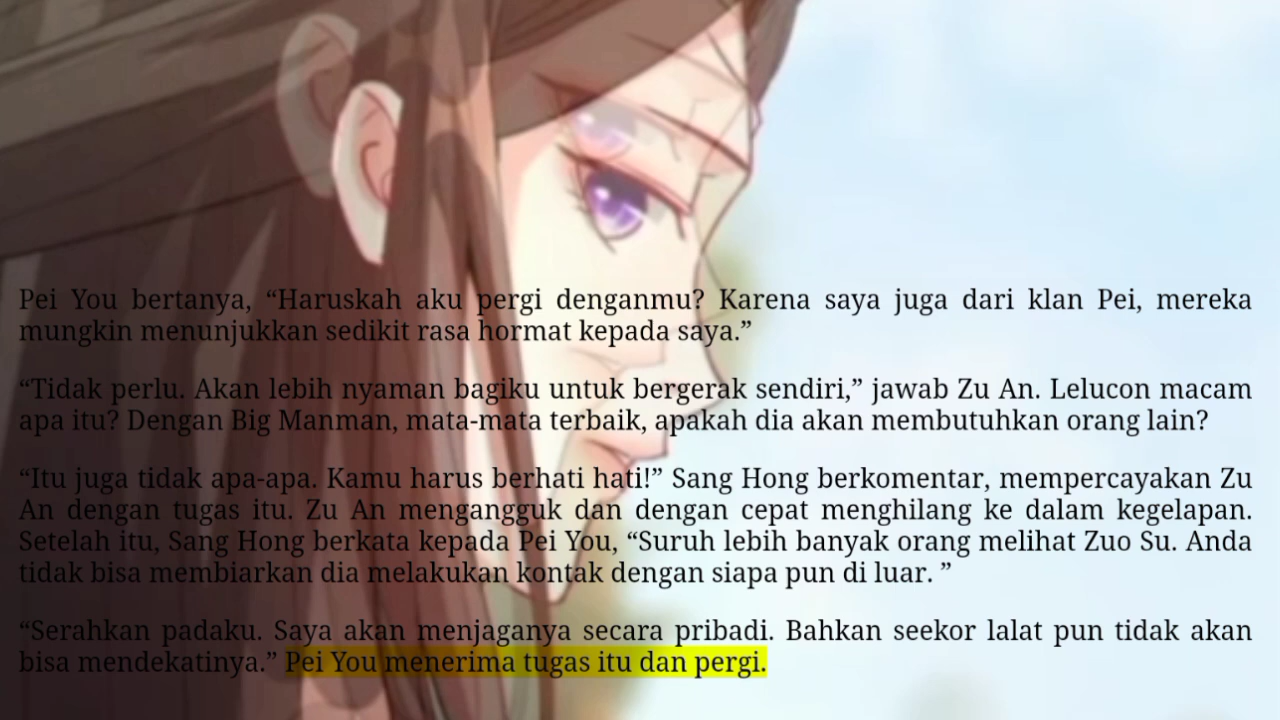 Pei You bertanya, “Haruskah aku pergi denganmu? Karena saya juga dari klan Pei, mereka
mungkin menunjukkan sedikit rasa hormat kepada saya.”
“Tidak perlu. Akan lebih nyaman bagiku untuk bergerak sendiri,” jawab Zu An. Lelucon macam
apa itu? Dengan Big Manman, mata-mata terbaik, apakah dia akan membutuhkan orang lain?
“Itu juga tidak apa-apa. Kamu harus berhati hati!” Sang Hong berkomentar, mempercayakan Zu
An dengan tugas itu. Zu An mengangguk dan dengan cepat menghilang ke dalam kegelapan.
Setelah itu, Sang Hong berkata kepada Pei You, “Suruh lebih banyak orang melihat Zuo Su. Anda
tidak bisa membiarkan dia melakukan kontak dengan siapa pun di luar. ”
“Serahkan padaku. Saya akan menjaganya secara pribadi. Bahkan seekor lalat pun tidak akan
bisa mendekatinya.” Pei You menerima tugas itu dan pergi.